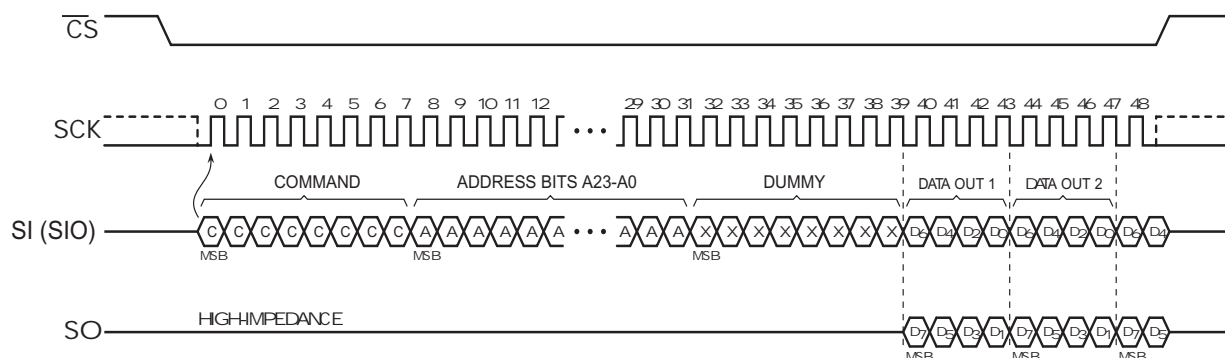 CS
0 1 2 3 4 5 6 7 8 9 10 11 12 29 30 31 32 33 34 35 36 37 38 39 40 41 42 43 44 45 46 47 48
SCK
COMMAND ADDRESS BITS A23-A0 DUMMY DATA OUT 1 DATA OUT 2
SI (SIO) C C C C C C C C A A A A A A A A A X X X X X X X X D6 D4 D2 D0 D6 D4 D2 D0 D6 D4
MSB MSB MSB
HIGH-IMPEDANCE
SO D7 D5 D3 D1 D7 D5 D3 D1 D7 D5
MSB MSB MSB